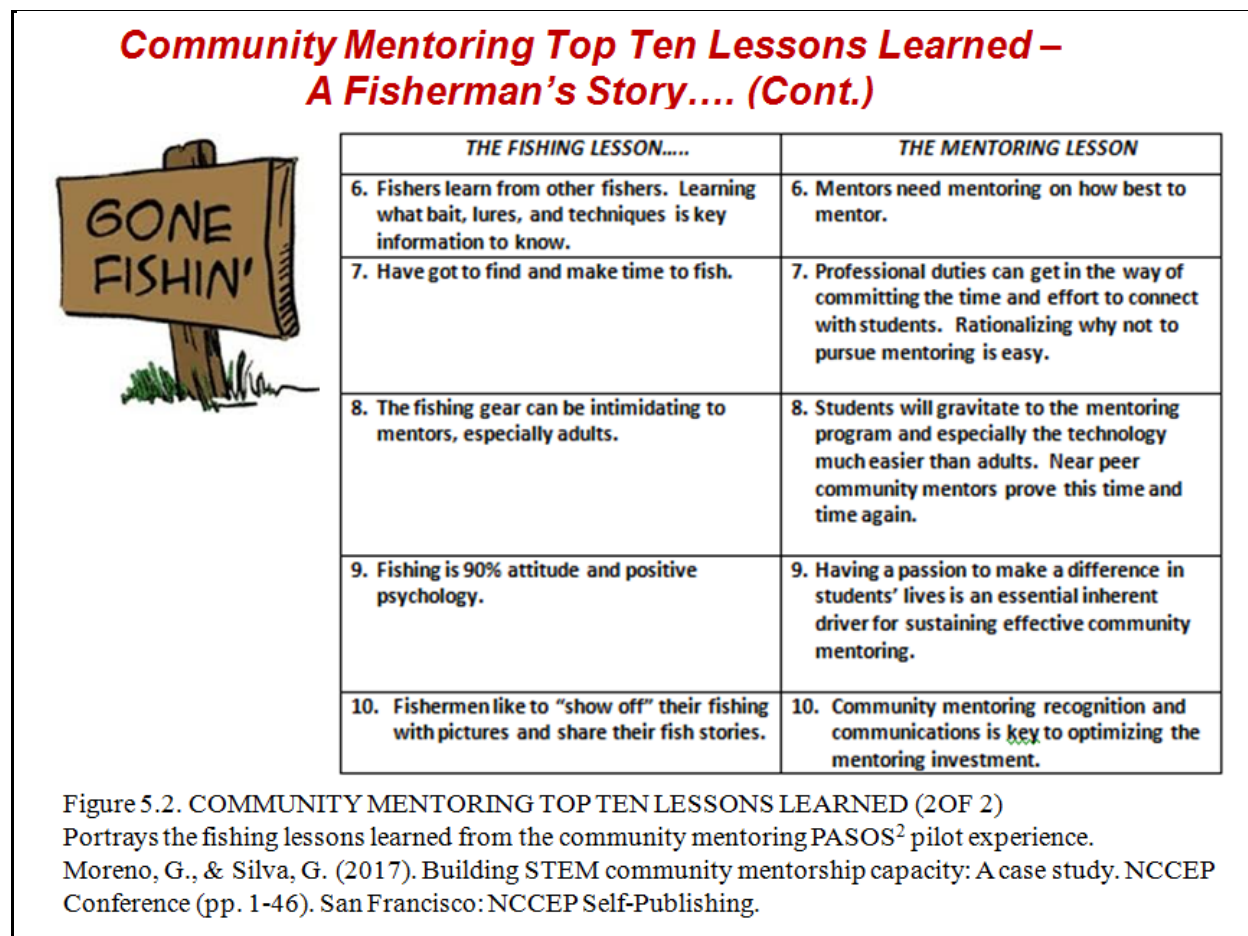 Community Mentoring Top Ten Lessons Learned –
A Fisherman's Story.... (Cont.)
GONE
FISHIN'
THE FISHING LESSON.....
THE MENTORING LESSON
6. Fishers learn from other fishers. Learning
what bait, lures, and techniques is key
information to know.
6. Mentors need mentoring on how best to
mentor.
7. Have got to find and make time to fish.
7. Professional duties can get in the way of
committing the time and effort to connect
with students. Rationalizing why not to
pursue mentoring is easy.
8. The fishing gear can be intimidating to
mentors, especially adults.
8. Students will gravitate to the mentoring
program and especially the technology
much easier than adults. Near peer
community mentors prove this time and
time again.
9. Fishing is 90% attitude and positive
psychology.
9. Having a passion to make a difference in
students' lives is an essential inherent
driver for sustaining effective community
mentoring.
10. Fishermen like to "show off" their fishing
with pictures and share their fish stories.
10. Community mentoring recognition and
communications is key to optimizing the
mentoring investment.
Figure 5.2. COMMUNITY MENTORING TOP TEN LESSONS LEARNED (2OF 2)
Portrays the fishing lessons learned from the community mentoring PASOS² pilot experience.
Moreno, G., & Silva, G. (2017). Building STEM community mentorship capacity: A case study. NCCEP
Conference (pp. 1-46). San Francisco: NCCEP Self-Publishing.